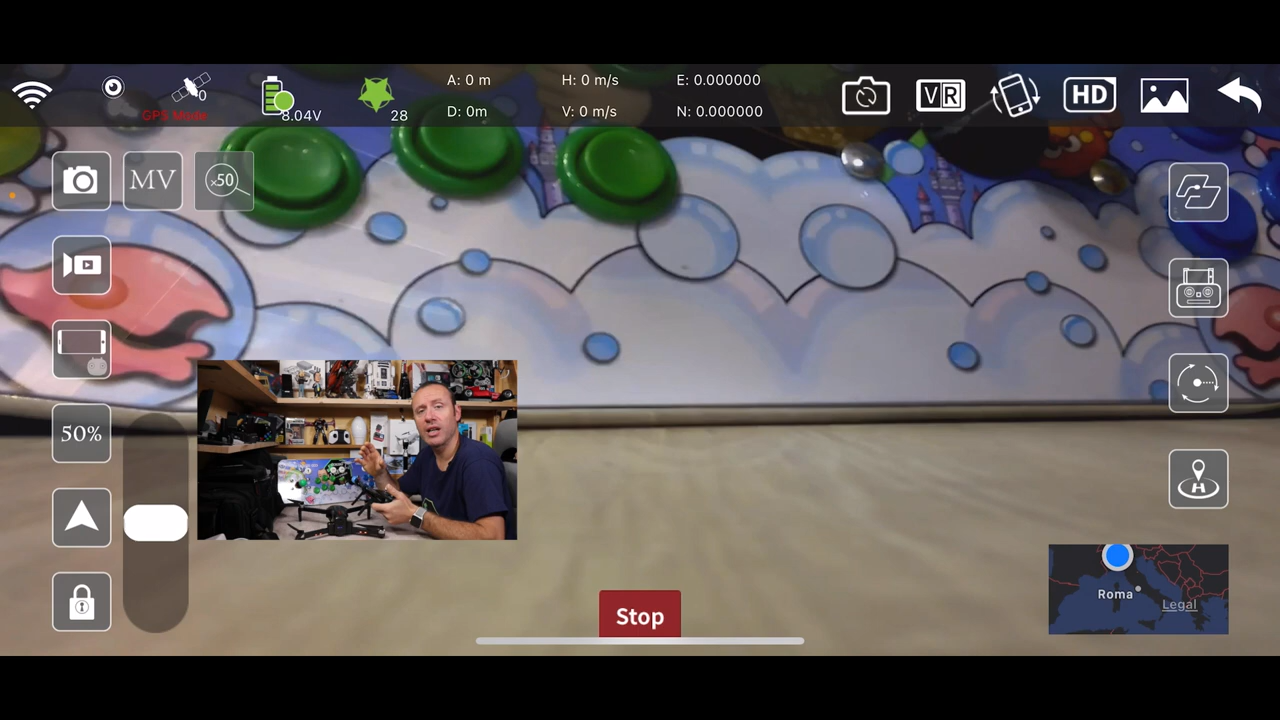 A: 0 m
H: 0 m/s
E: 0.000000
VR
HD
0
GPS Mode
8.04V
28
D: 0m
V: 0 m/s
N: 0.000000
MV
x50
50%
H
Roma
Legal
Stop